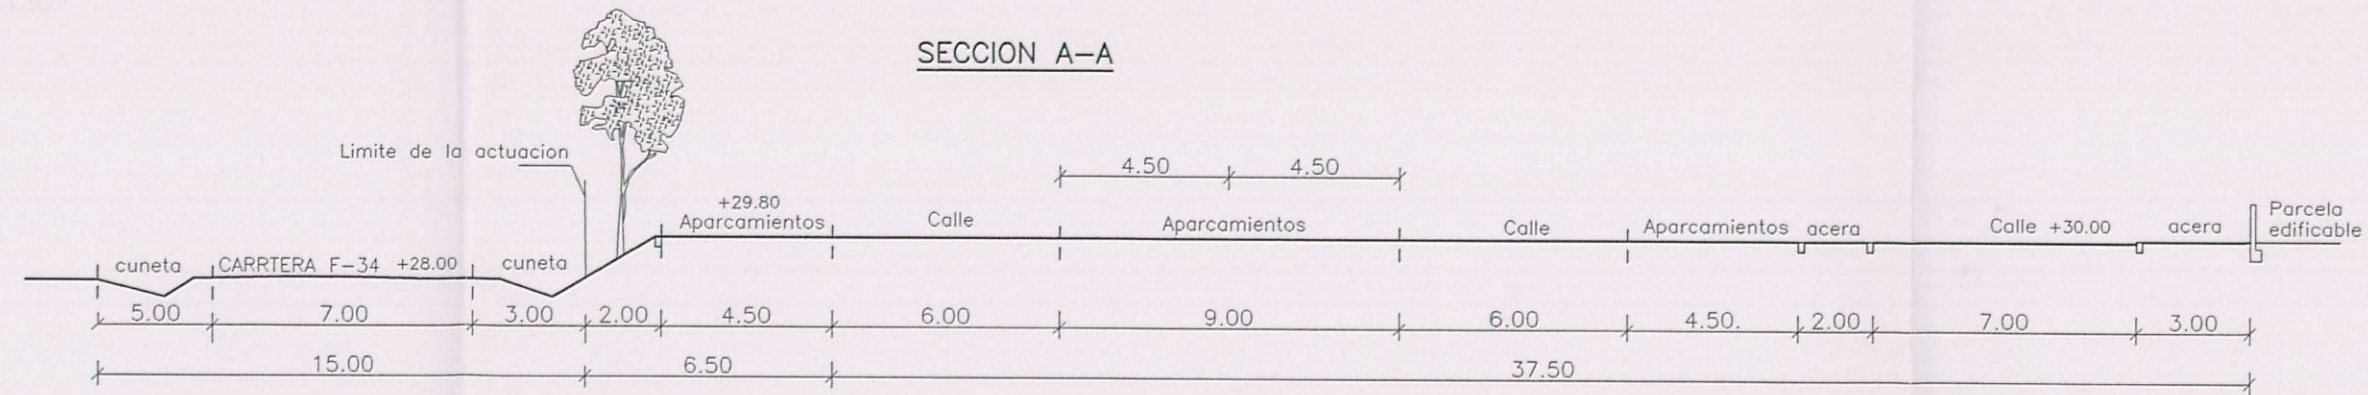 SECCION A-A
Limite de la actuacion
4.50 4.50
+29.80
Aparcamientos
Calle
Aparcamientos
Calle
Aparcamientos
acera
Calle +30.00
acera
Parcela
edificable
cuneta
CARRTERA F-34 +28.00
cuneta
5.00 7.00 3.00 2.00 4.50 6.00 9.00 6.00 4.50. 2.00 7.00 3.00
15.00 6.50 37.50